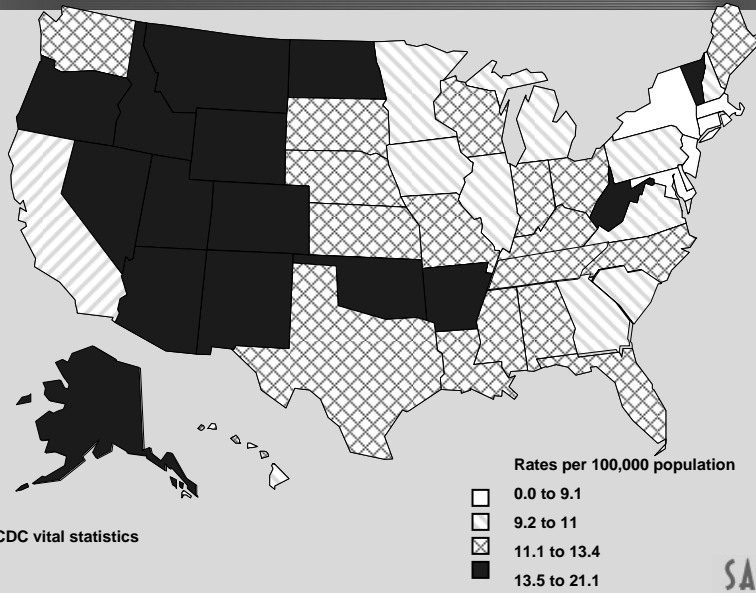 Rates per 100,000 population
0.0 to 9.1
9.2 to 11
11.1 to 13.4
13.5 to 21.1
CDC vital statistics
SA